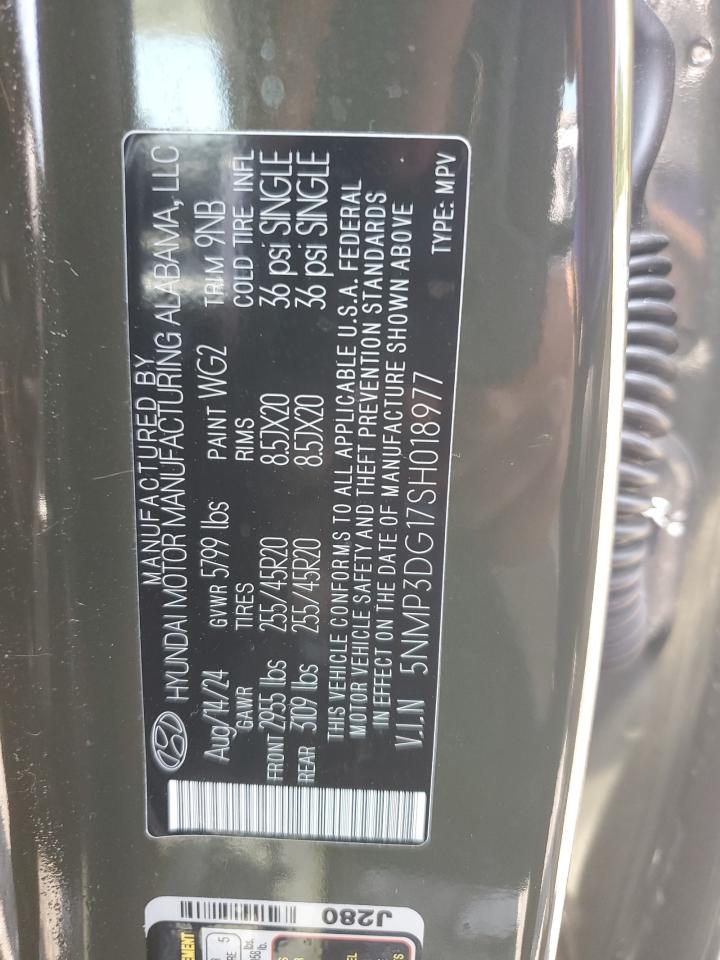 MANUFACTURED BY
HYUNDAI MOTOR MANUFACTURING ALABAMA, LLC
Aug/14/24 GVWR 5799 lbs PAINT WG2 TRIM 9NB
GAWR TIRES RIMS COLD TIRE INFL
FRONT 2955 lbs 255/45R20 8.5JX20 36 psi SINGLE
REAR 3109 lbs 255/45R20 8.5JX20 36 psi SINGLE
THIS VEHICLE CONFORMS TO ALL APPLICABLE U.S.A. FEDERAL
MOTOR VEHICLE SAFETY AND THEFT PREVENTION STANDARDS
IN EFFECT ON THE DATE OF MANUFACTURE SHOWN ABOVE
V.I.N 5NMP3DG17SH018977 TYPE: MPV
J280
5